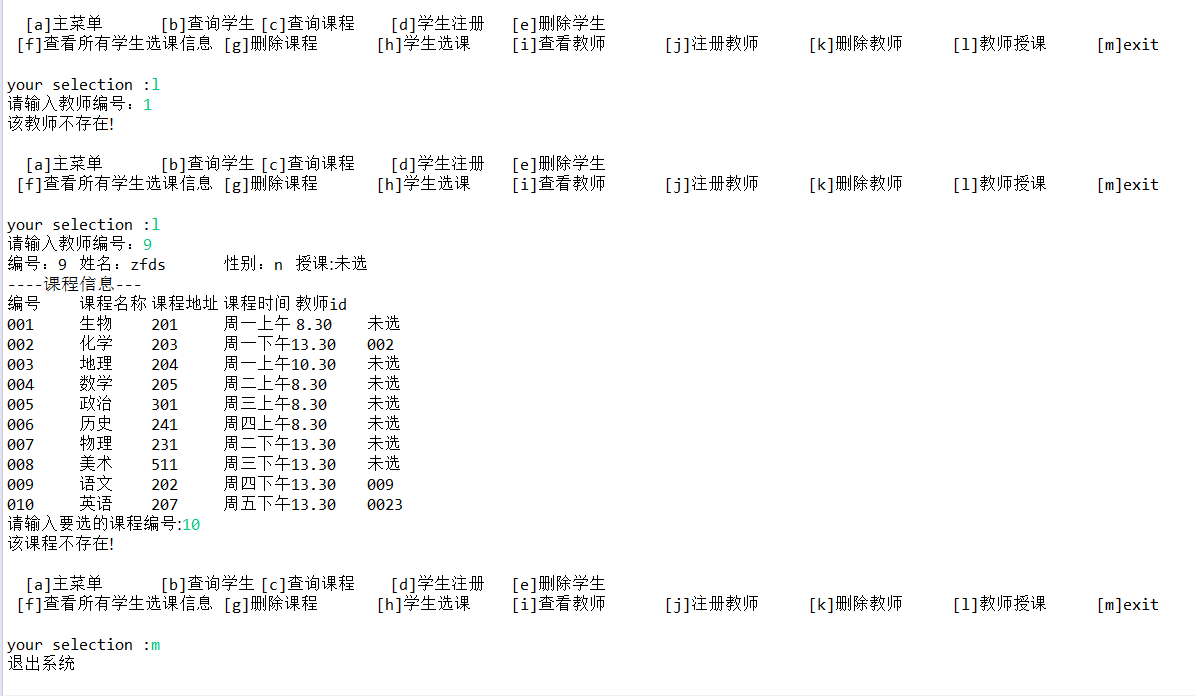 [a]主菜单 [b]查询学生 [c]查询课程 [d]学生注册 [e]删除学生
[f]查看所有学生选课信息 [g]删除课程 [h]学生选课 [i]查看教师 [j]注册教师 [k]删除教师 [l]教师授课 [m]exit
your selection :l
请输入教师编号：1
该教师不存在!
[a]主菜单 [b]查询学生 [c]查询课程 [d]学生注册 [e]删除学生
[f]查看所有学生选课信息 [g]删除课程 [h]学生选课 [i]查看教师 [j]注册教师 [k]删除教师 [l]教师授课 [m]exit
your selection :l
请输入教师编号：9
编号：9 姓名：zfds 性别：n 授课:未选
----课程信息---
编号 课程名称 课程地址 课程时间 教师id
001 生物 201 周一上午 8.30 未选
002 化学 203 周一下午13.30 002
003 地理 204 周一上午10.30 未选
004 数学 205 周二上午8.30 未选
005 政治 301 周三上午8.30 未选
006 历史 241 周四上午8.30 未选
007 物理 231 周二下午13.30 未选
008 美术 511 周三下午13.30 未选
009 语文 202 周四下午13.30 009
010 英语 207 周五下午13.30 0023
请输入要选的课程编号:10
该课程不存在!
[a]主菜单 [b]查询学生 [c]查询课程 [d]学生注册 [e]删除学生
[f]查看所有学生选课信息 [g]删除课程 [h]学生选课 [i]查看教师 [j]注册教师 [k]删除教师 [l]教师授课 [m]exit
your selection :m
退出系统